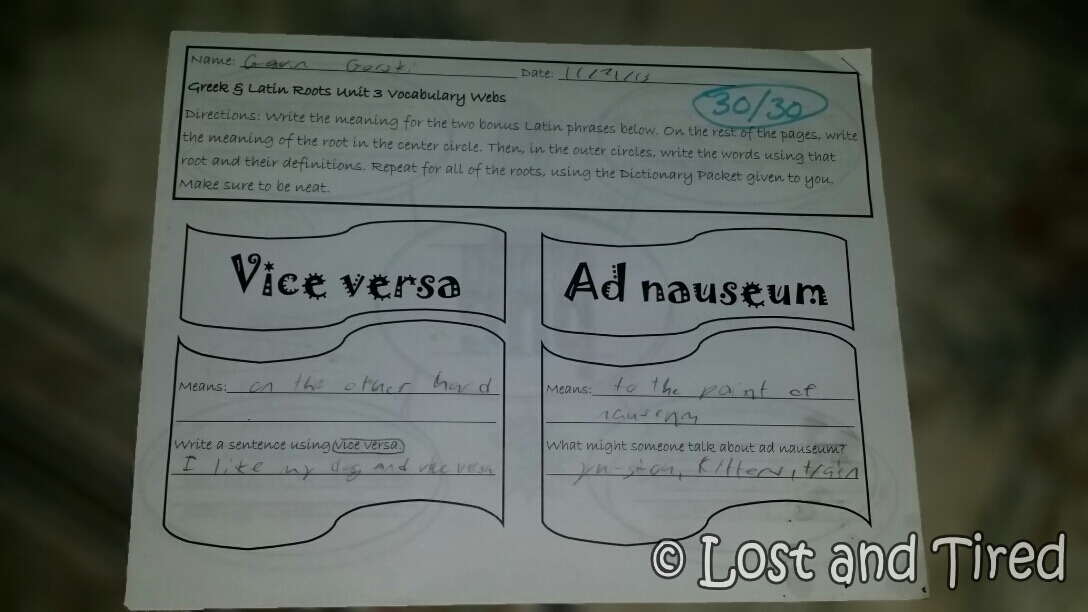 Name: Gavin Gorski Date:
Greek & Latin Roots Unit 3 Vocabulary Webs
30/30
Directions: Write the meaning for the two bonus Latin phrases below. On the rest of the pages, write
the meaning of the root in the center circle. Then, in the outer circles, write the words using that
root and their definitions. Repeat for all of the roots, using the Dictionary Packet given to you.
Make sure to be neat.
Vice versa
Means: on the other hand
Write a sentence using vice versa.
I like my dog and vice versa
Ad nauseum
Means: to the point of
nauseum
What might someone talk about ad nauseum?
Kittens, train
© Lost and Tired